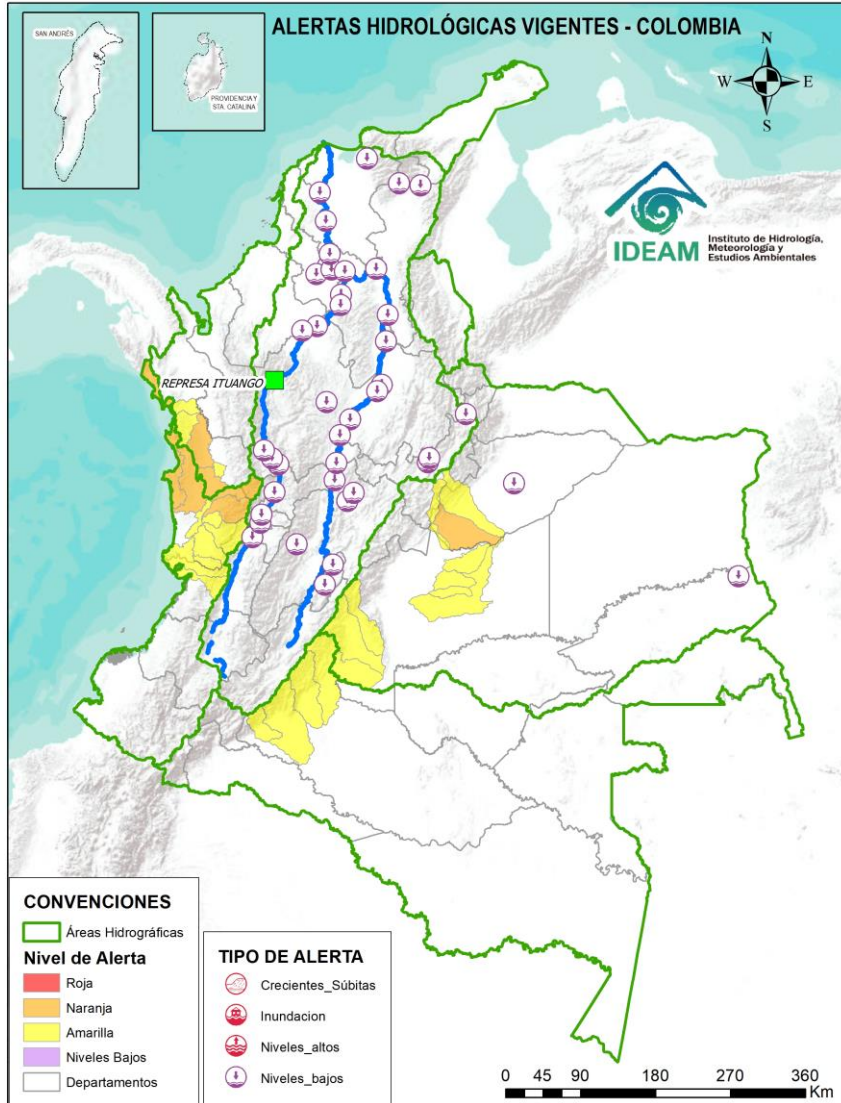 ALERTAS HIDROLÓGICAS VIGENTES - COLOMBIA
SAN ANDRÉS
PROVIDENCIA Y
STA. CATALINA
N
W
E
S
IDEAM
Instituto de Hidrología,
Meteorología y
Estudios Ambientales
REPRESA ITUANGO
CONVENCIONES
Áreas Hidrográficas
Nivel de Alerta
Roja
Naranja
Amarilla
Niveles Bajos
Departamentos
TIPO DE ALERTA
Crecientes_Súbitas
Inundacion
Niveles_altos
Niveles_bajos
0 45 90 180 270 360
Km